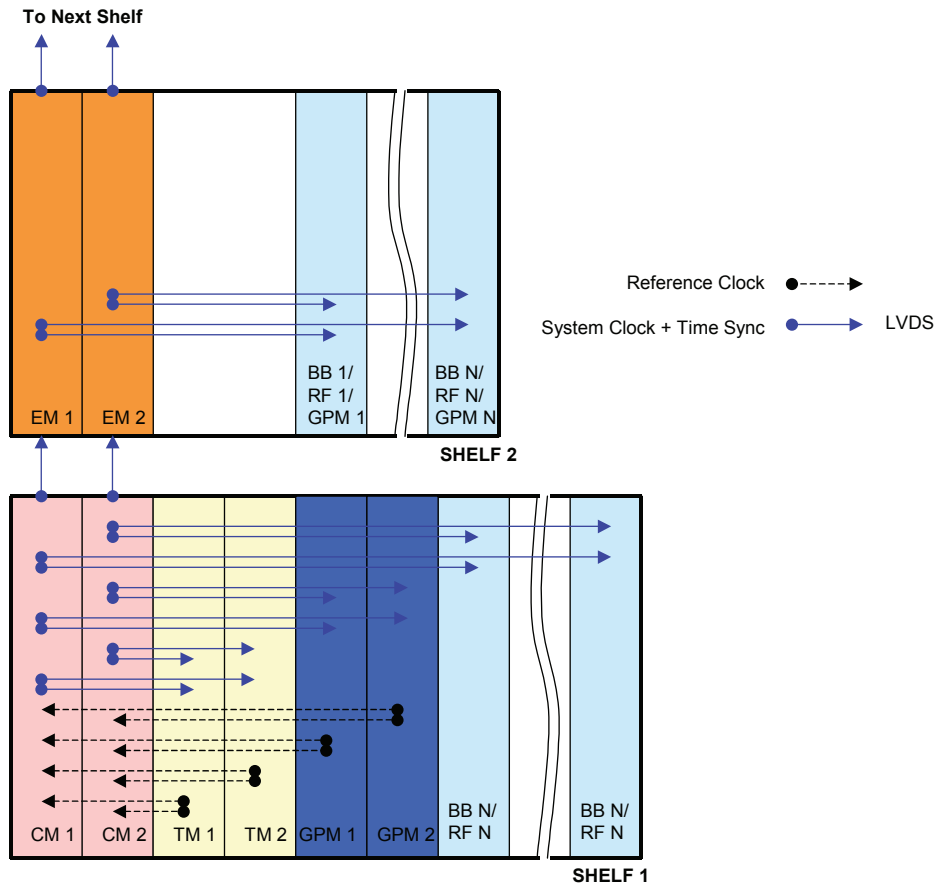 To Next Shelf
Reference Clock
System Clock + Time Sync
LVDS
BB 1/
RF 1/
GPM 1
BB N/
RF N/
GPM N
EM 1
EM 2
SHELF 2
CM 1
CM 2
TM 1
TM 2
GPM 1
GPM 2
BB N/
RF N
BB N/
RF N
SHELF 1